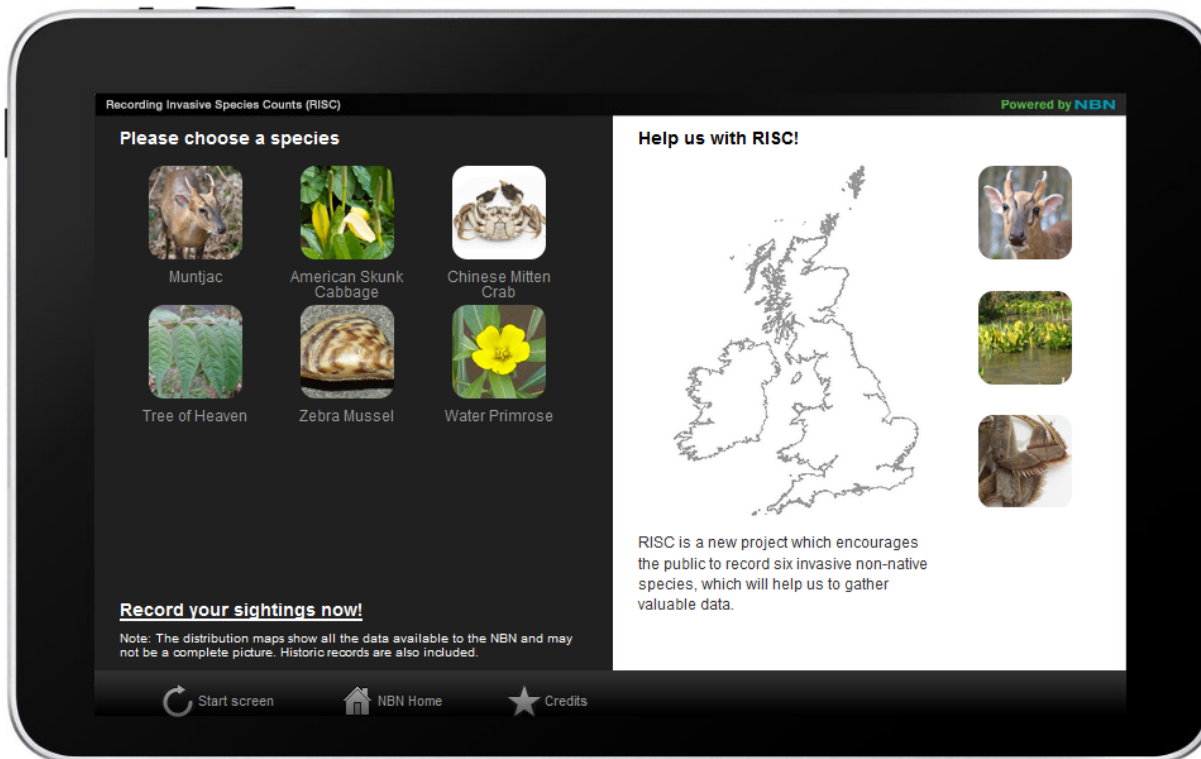 Recording Invasive Species Counts (RISC)
Powered by NBN
Please choose a species
Muntjac
American Skunk
Cabbage
Chinese Mitten
Crab
Tree of Heaven
Zebra Mussel
Water Primrose
Record your sightings now!
Note: The distribution maps show all the data available to the NBN and may
not be a complete picture. Historic records are also included.
Help us with RISC!
RISC is a new project which encourages
the public to record six invasive non-native
species, which will help us to gather
valuable data.
Start screen
NBN Home
Credits